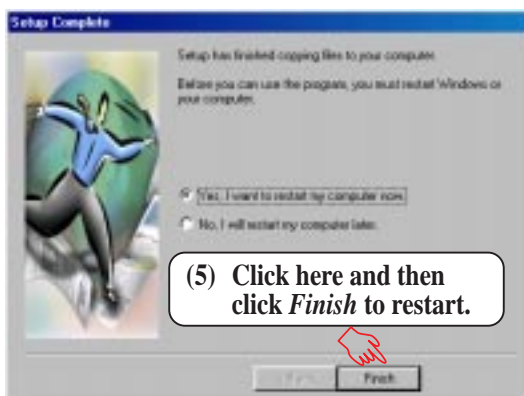 Setup Complete
Setup has finished copying files to your computer.
Before you can use the program, you must restart Windows or
your computer.
Yes, I want to restart my computer now.
No, I will restart my computer later.
(5) Click here and then
click Finish to restart.
Finish